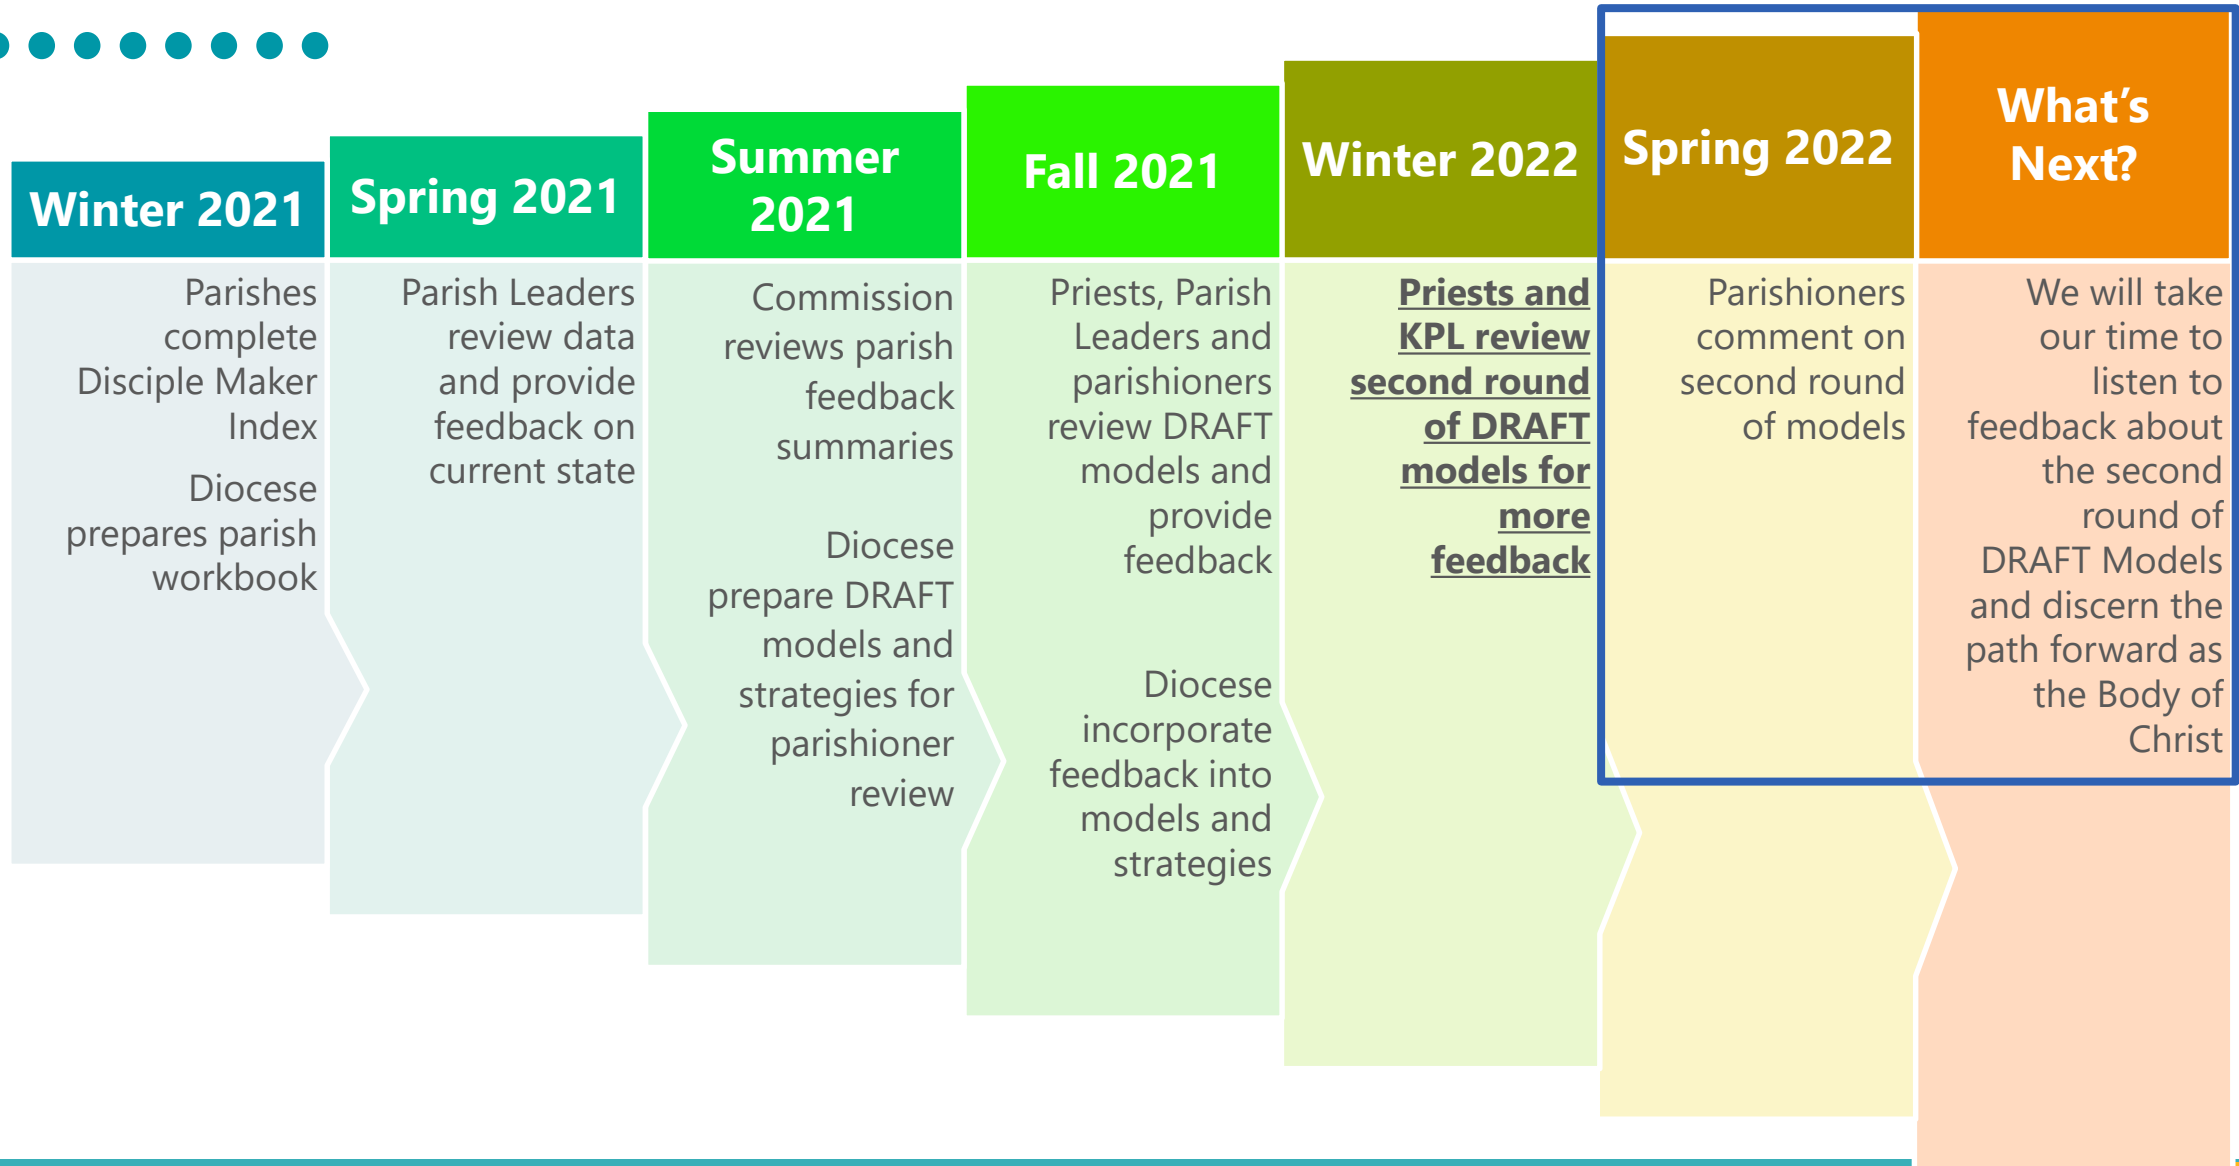 Winter 2021
Parishes
complete
Disciple Maker
Index
Diocese
prepares parish
workbook
Spring 2021
Parish Leaders
review data
and provide
feedback on
current state
Summer
2021
Commission
reviews parish
feedback
summaries
Diocese
prepare DRAFT
models and
strategies for
parishioner
review
Fall 2021
Priests, Parish
Leaders and
parishioners
review DRAFT
models and
provide
feedback
Diocese
incorporate
feedback into
models and
strategies
Winter 2022
Priests and
KPL review
second round
of DRAFT
models for
more
feedback
Spring 2022
Parishioners
comment on
second round
of models
What's
Next?
We will take
our time to
listen to
feedback about
the second
round of
DRAFT Models
and discern the
path forward as
the Body of
Christ